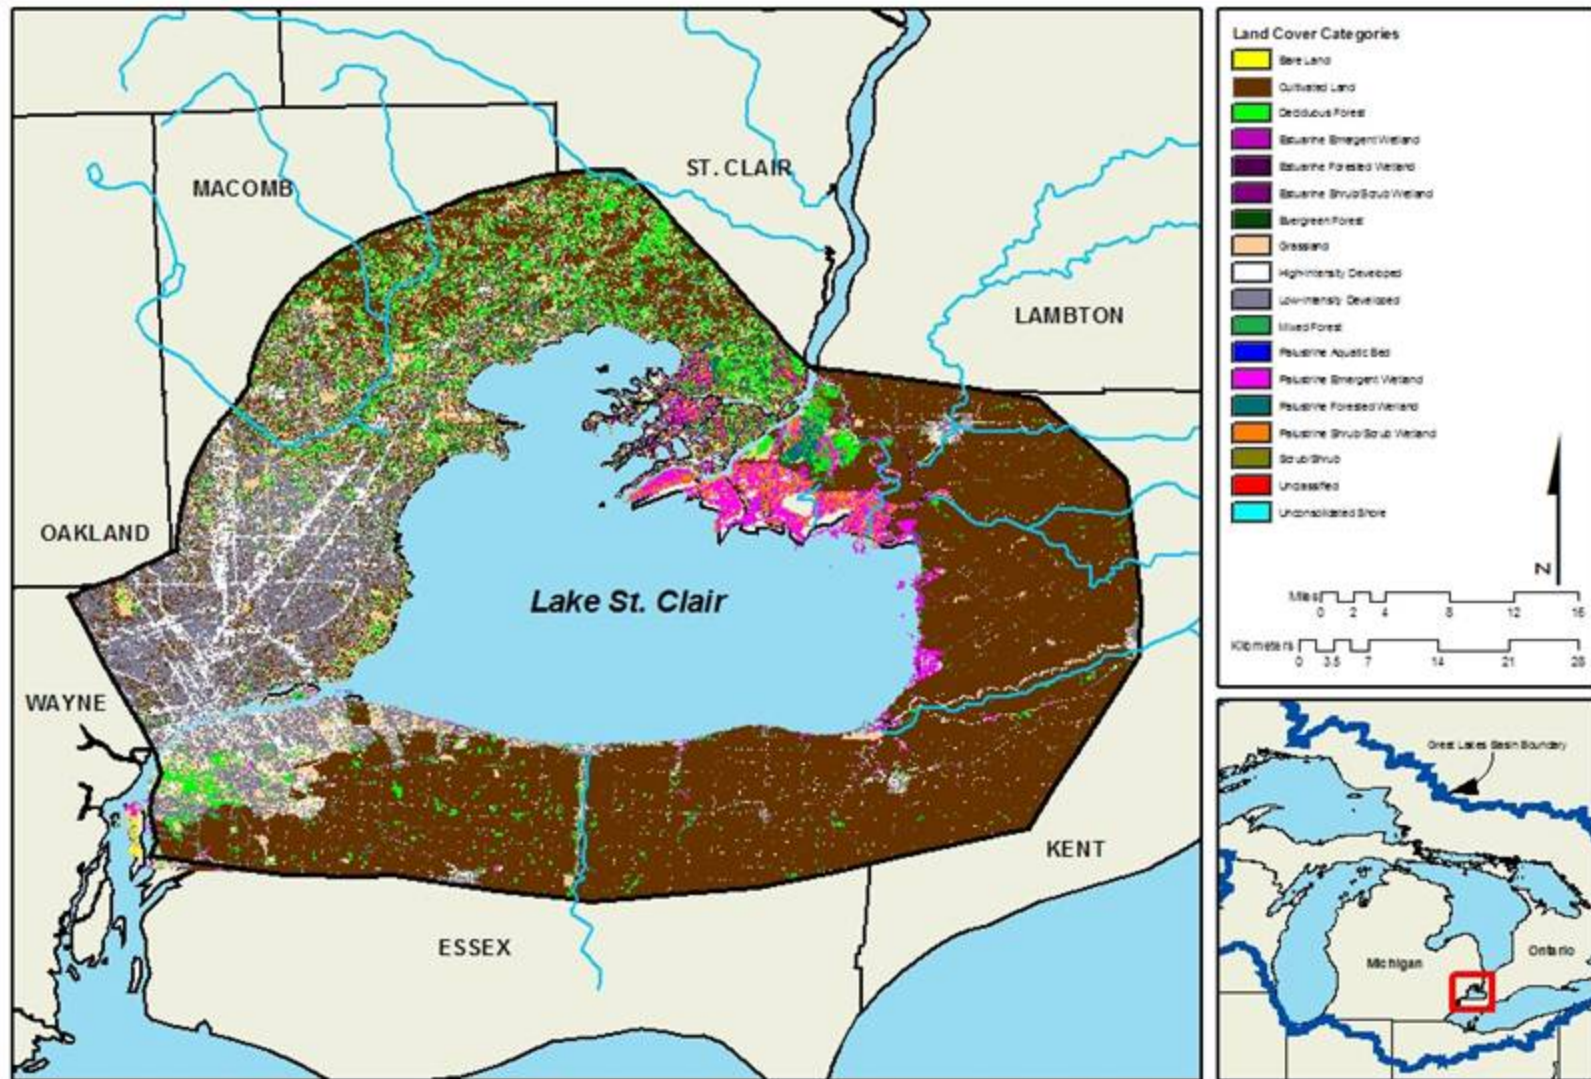 MACOMB
ST. CLAIR
LAMBTON
OAKLAND
Lake St. Clair
WAYNE
KENT
ESSEX
Land Cover Categories
Bare Land
Cultivated Land
Deciduous Forest
Estuarine Emergent Wetland
Estuarine Forested Wetland
Estuarine Shrub/Scrub Wetland
Evergreen Forest
Grassland
High-Intensity Developed
Low-Intensity Developed
Mixed Forest
Palustrine Aquatic Bed
Palustrine Emergent Wetland
Palustrine Forested Wetland
Palustrine Shrub/Scrub Wetland
Scrub/Shrub
Unclassified
Unconsolidated Shore
N
Miles
0 2 4 8 12 16
Kilometers
0 3.5 7 14 21 28
Great Lakes Basin Boundary
Michigan
Ontario